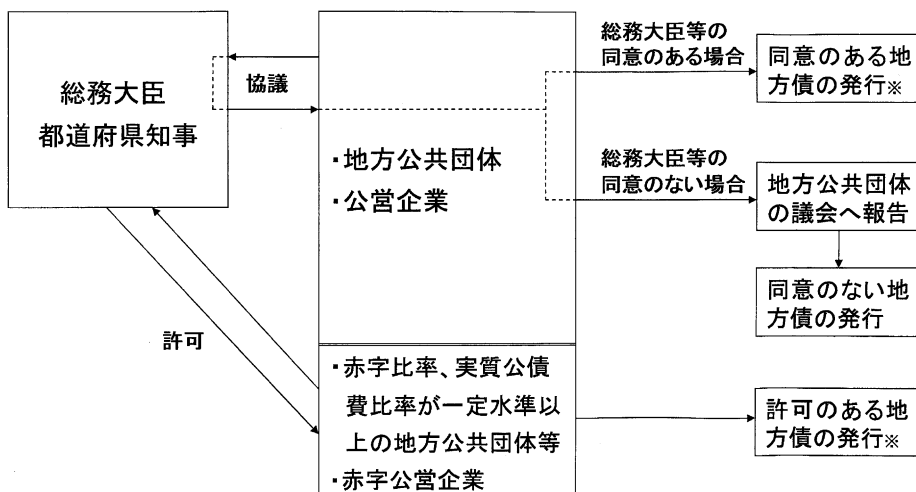 総務大臣
都道府県知事
協議
許可
・地方公共団体
・公営企業
・赤字比率、実質公債
費比率が一定水準以
上の地方公共団体等
・赤字公営企業
総務大臣等の
同意のある場合
同意のある地
方債の発行※
総務大臣等の
同意のない場合
地方公共団体
の議会へ報告
同意のない地
方債の発行
許可のある地
方債の発行※